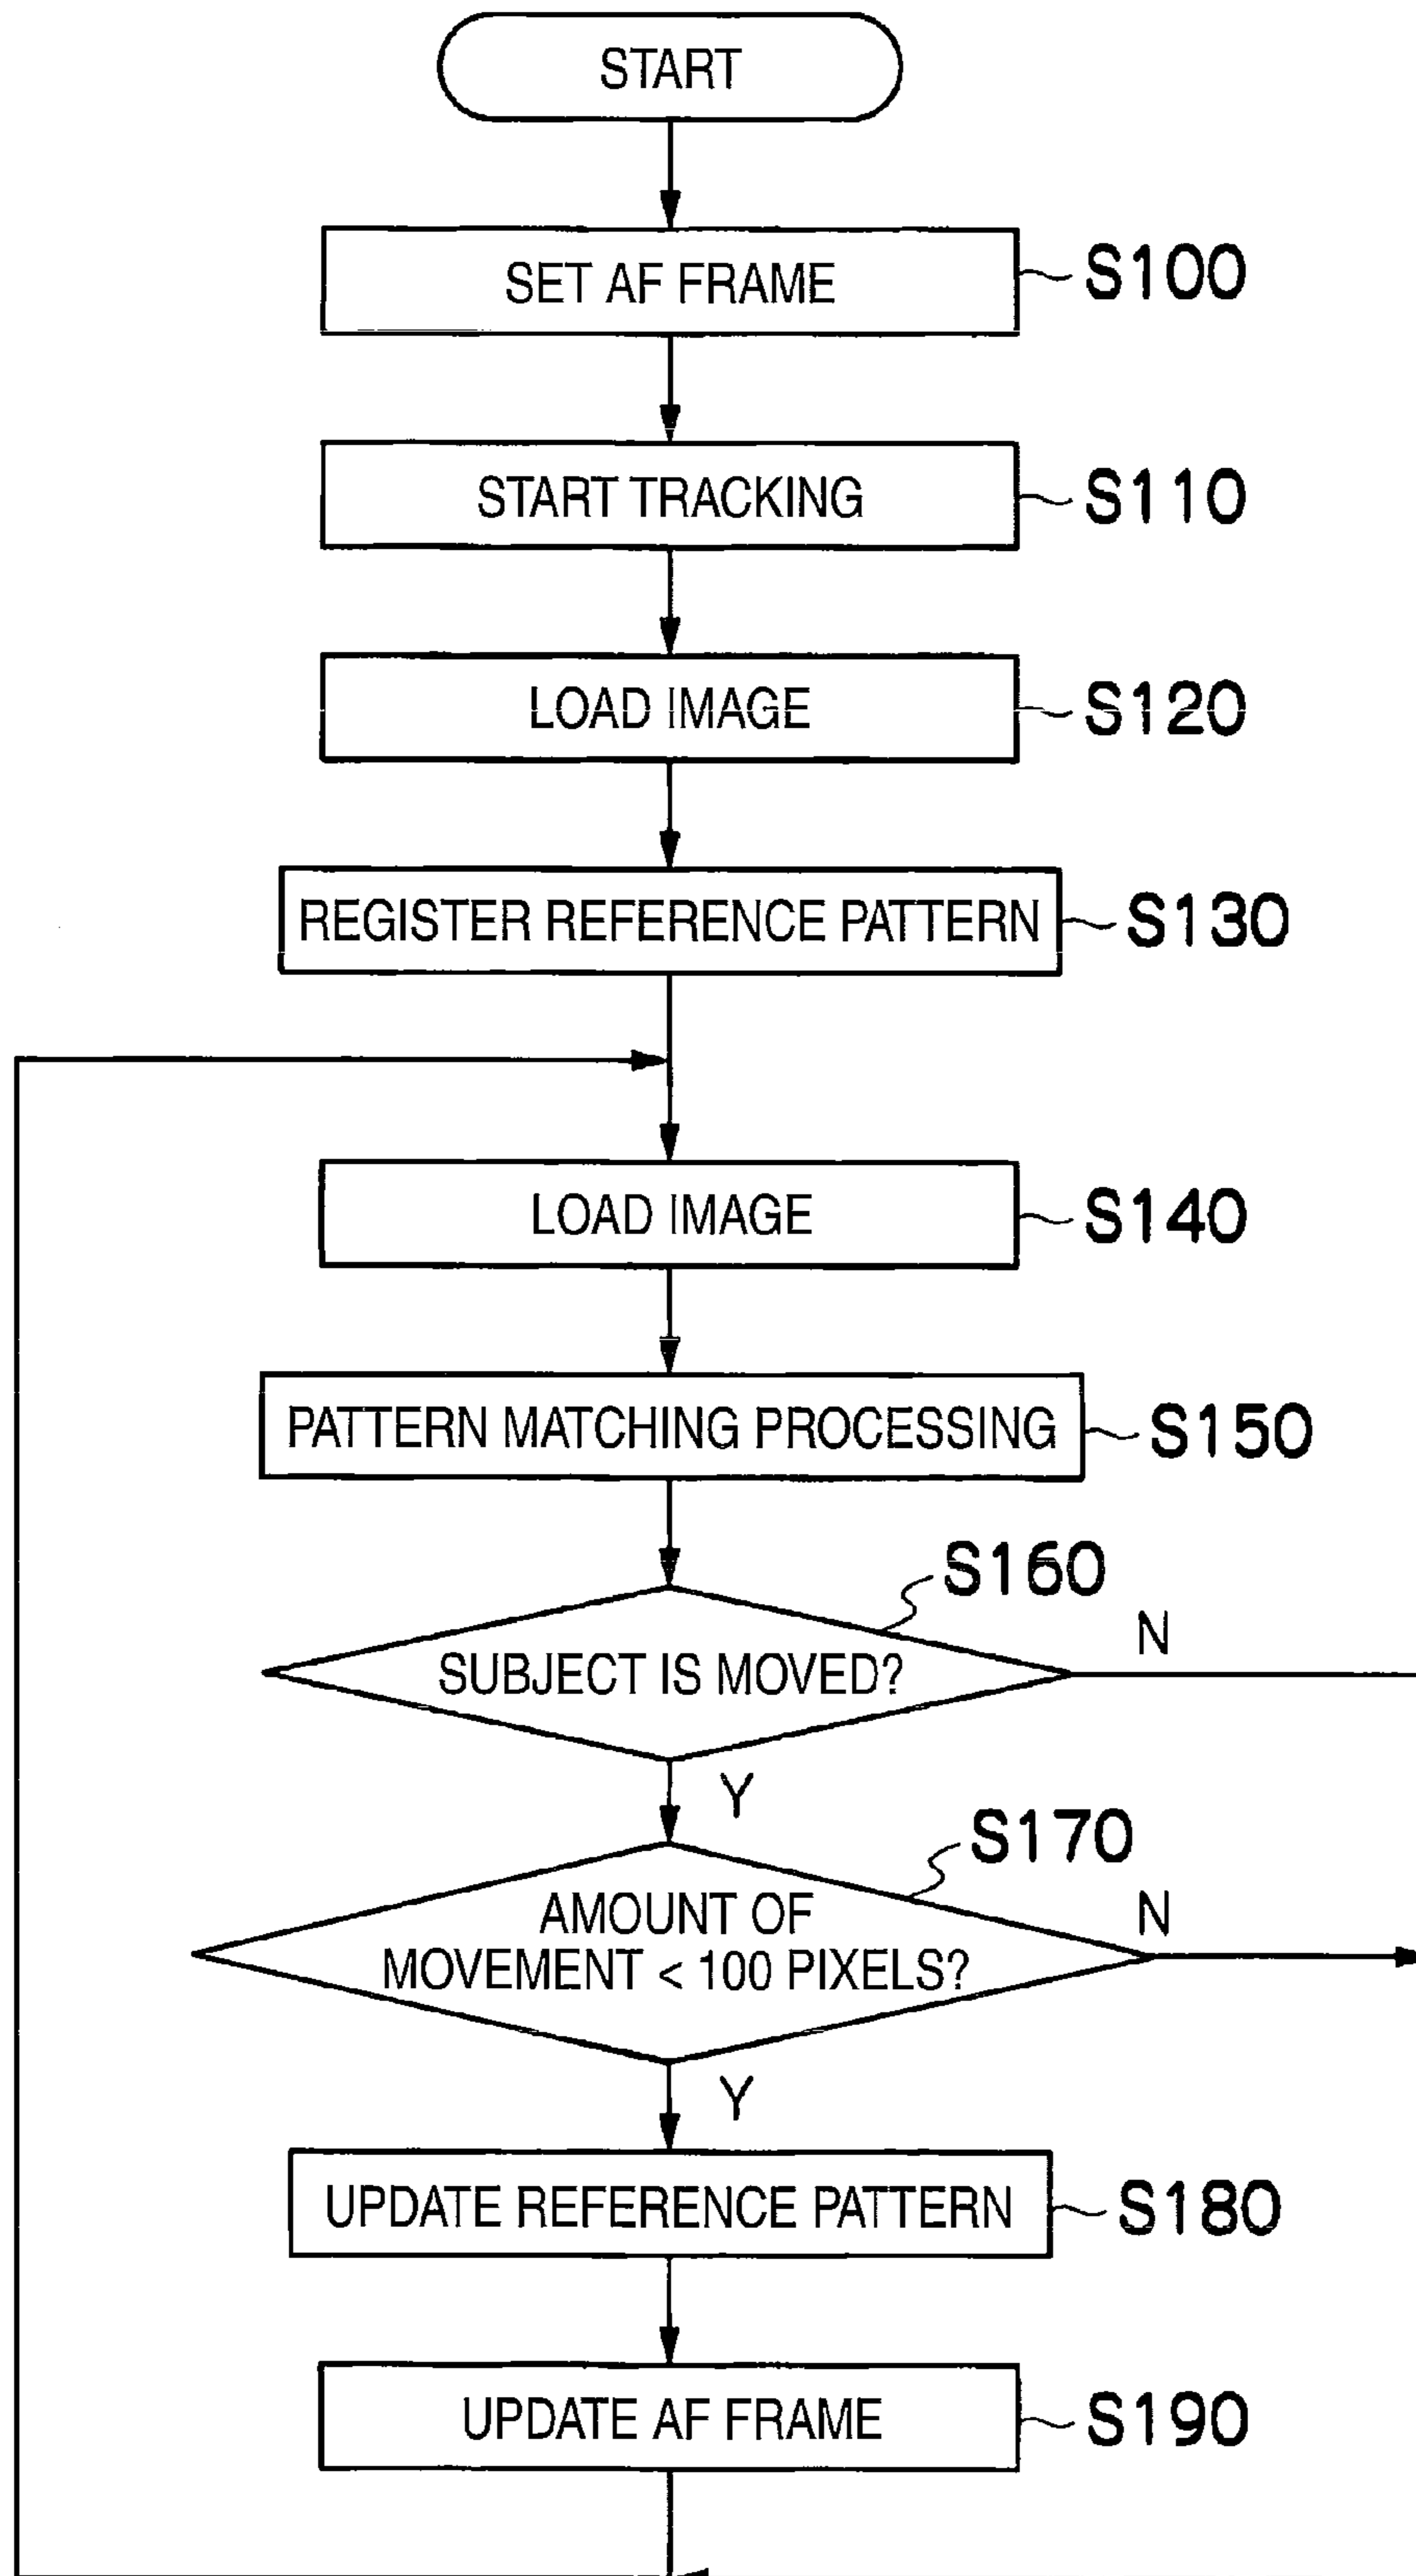 START
SET AF FRAME
S100
START TRACKING
S110
LOAD IMAGE
S120
REGISTER REFERENCE PATTERN
S130
LOAD IMAGE
S140
PATTERN MATCHING PROCESSING
S150
S160
SUBJECT IS MOVED?
N
Y
S170
AMOUNT OF
MOVEMENT < 100 PIXELS?
N
Y
UPDATE REFERENCE PATTERN
S180
UPDATE AF FRAME
S190